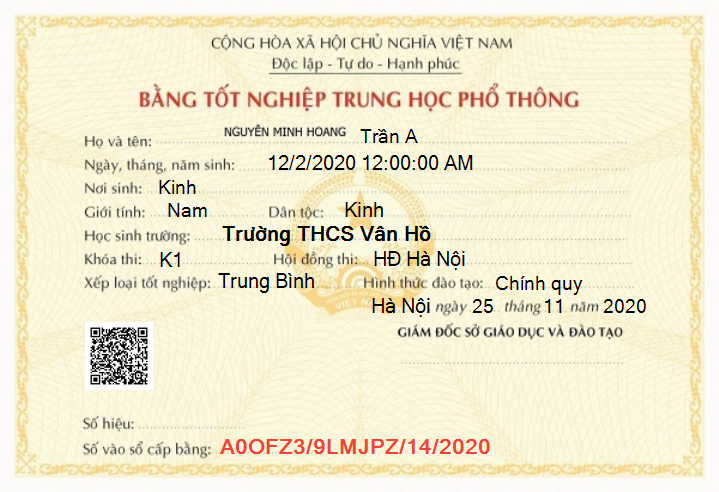 CỘNG HÒA XÃ HỘI CHỦ NGHĨA VIỆT NAM
Độc lập - Tự do - Hạnh phúc
BẰNG TỐT NGHIỆP TRUNG HỌC PHỔ THÔNG
Họ và tên: NGUYỄN MINH HOANG Trần A
Ngày, tháng, năm sinh: 12/2/2020 12:00:00 AM
Nơi sinh: Kinh
Giới tính: Nam Dân tộc: Kinh
Học sinh trường: Trường THCS Vân Hồ
Khóa thi: K1 Hội đồng thi: HĐ Hà Nội
Xếp loại tốt nghiệp: Trung Bình Hình thức đào tạo: Chính quy
Hà Nội ngày 25 tháng 11 năm 2020
GIÁM ĐỐC SỞ GIÁO DỤC VÀ ĐÀO TẠO
VIỆT NAM
Số hiệu:
Số vào sổ cấp bằng: A0OFZ3/9LMJPZ/14/2020